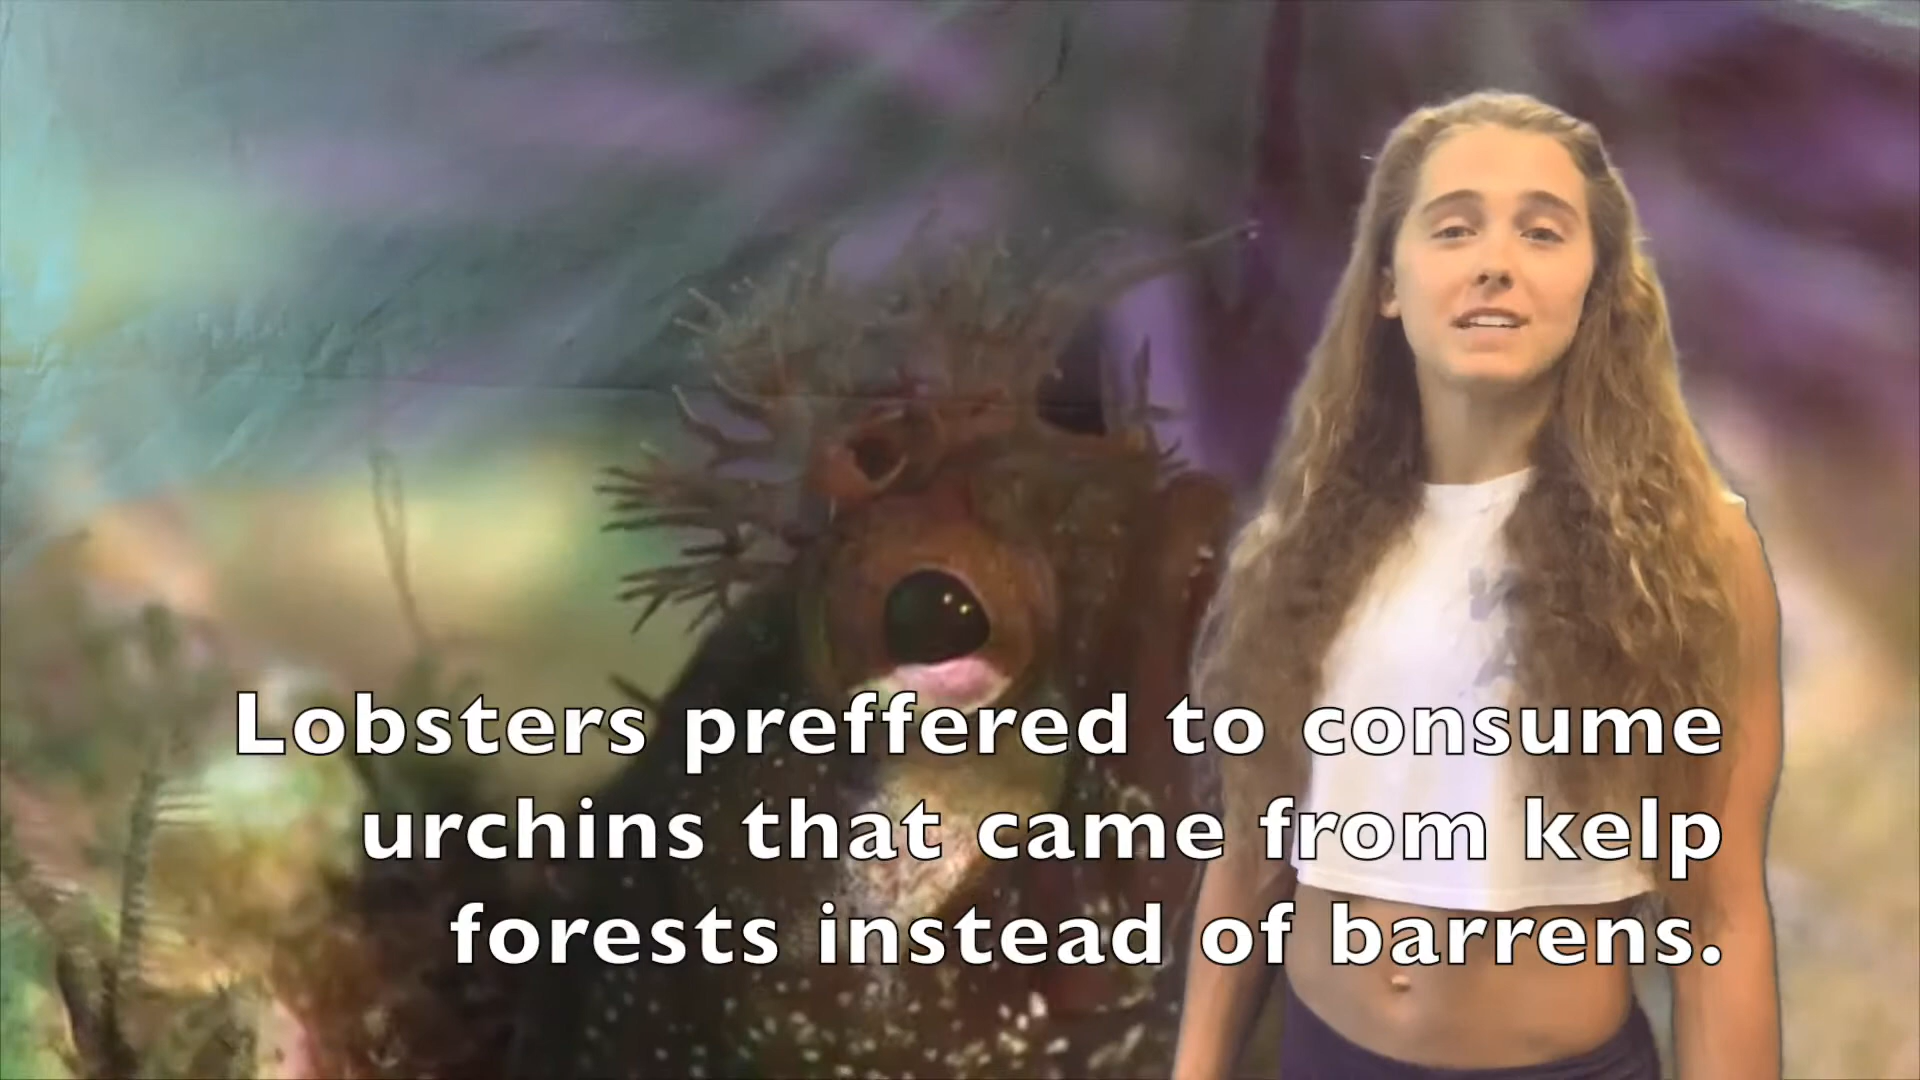 Lobsters preffered to consume
urchins that came from kelp
forests instead of barrens.